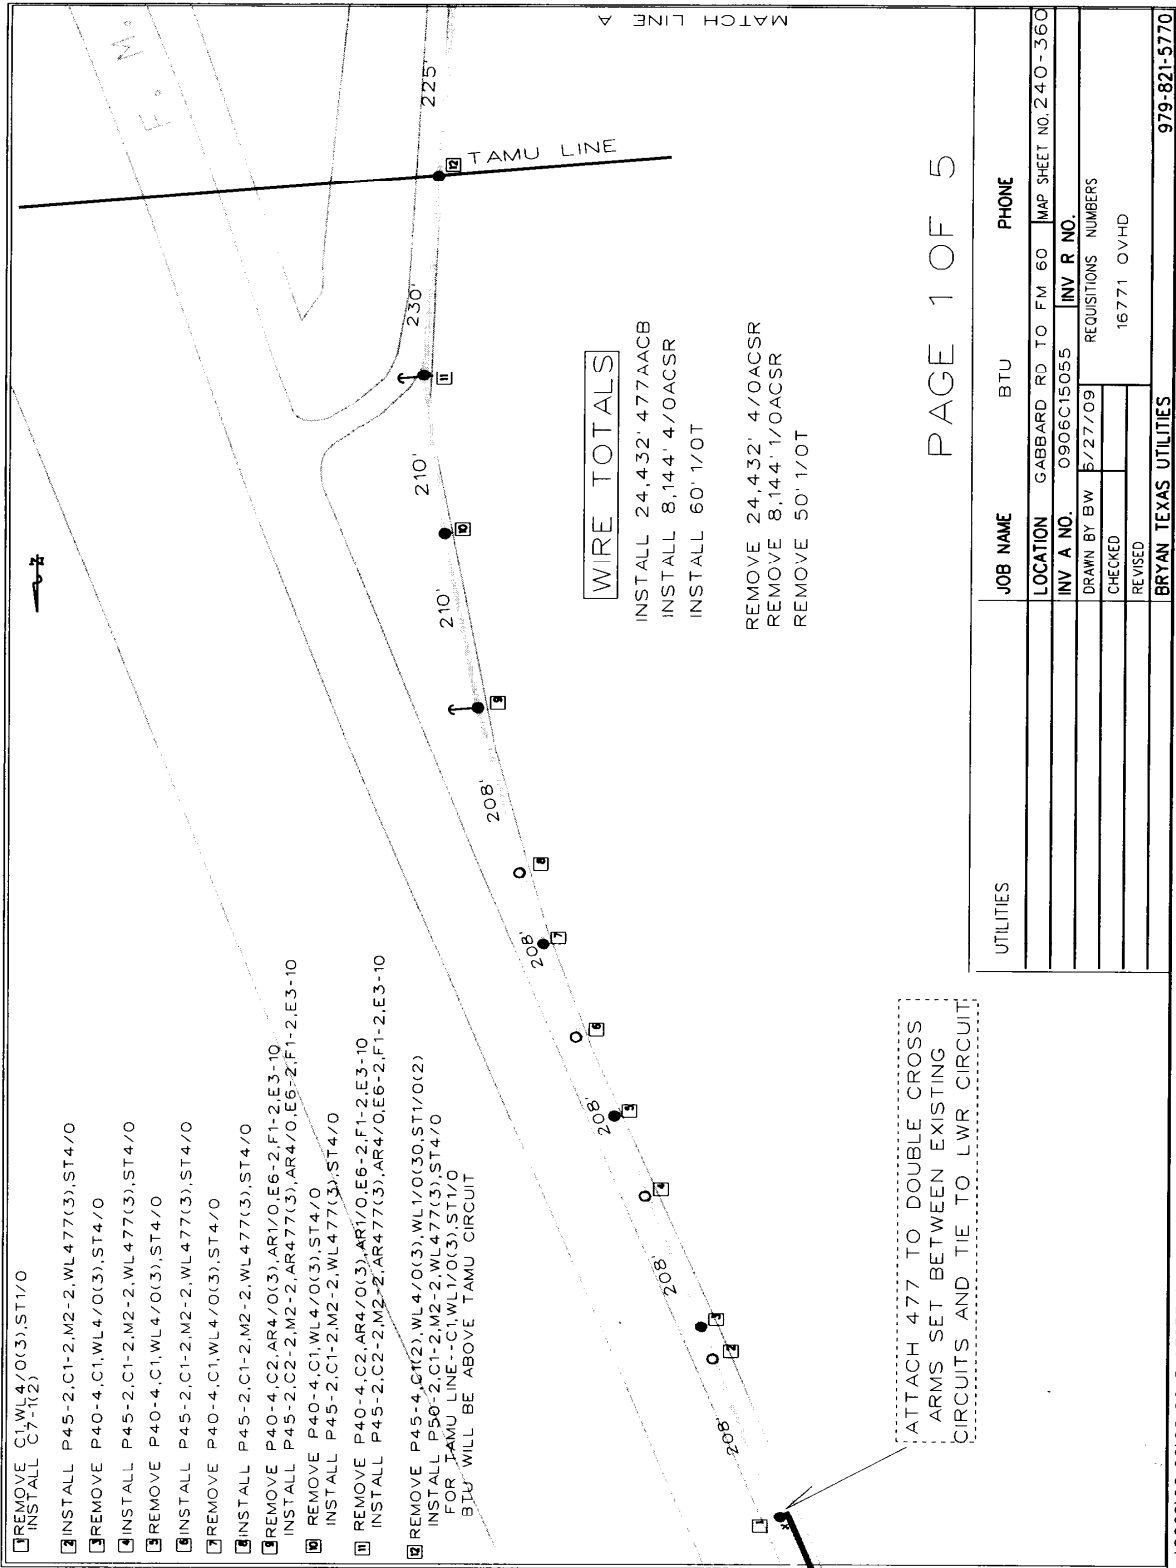 1 REMOVE C1,WL4/0(3),ST1/0
INSTALL C7-1(2)
2 INSTALL P45-2,C1-2,M2-2,WL477(3),ST4/0
3 REMOVE P40-4,C1,WL4/0(3),ST4/0
4 INSTALL P45-2,C1-2,M2-2,WL477(3),ST4/0
5 REMOVE P40-4,C1,WL4/0(3),ST4/0
6 INSTALL P45-2,C1-2,M2-2,WL477(3),ST4/0
7 REMOVE P40-4,C1,WL4/0(3),ST4/0
8 INSTALL P45-2,C1-2,M2-2,WL477(3),ST4/0
9 REMOVE P40-4,C2,AR4/0(3),AR1/0,E6-2,F1-2,E3-10
INSTALL P45-2,C2-2,M2-2,AR477(3),AR4/0,E6-2,F1-2,E3-10
10 REMOVE P40-4,C1,WL4/0(3),ST4/0
INSTALL P45-2,C1-2,M2-2,WL477(3),ST4/0
11 REMOVE P40-4,C2,AR4/0(3),AR1/0,E6-2,F1-2,E3-10
INSTALL P45-2,C2-2,M2-2,AR477(3),AR4/0,E6-2,F1-2,E3-10
12 REMOVE P45-4,C1(2),WL4/0(3),WL1/0(30,ST1/0(2)
INSTALL P50-2,C1-2,M2-2,WL477(3),ST4/0
FOR TAMU LINE--C1,WL1/0(3),ST1/0
BTU WILL BE ABOVE TAMU CIRCUIT
F. M.
1
208'
2
3
208'
4
208'
5
6
208'
7
8
208'
9
210'
10
210'
11
230'
12
225'
TAMU LINE
MATCH LINE A
WIRE TOTALS
INSTALL 24,432' 477AACB
INSTALL 8,144' 4/0ACSR
INSTALL 60' 1/0T
REMOVE 24,432' 4/0ACSR
REMOVE 8,144' 1/0ACSR
REMOVE 50' 1/0T
ATTACH 477 TO DOUBLE CROSS
ARMS SET BETWEEN EXISTING
CIRCUITS AND TIE TO LWR CIRCUIT
PAGE 1 OF 5
UTILITIES
JOB NAME BTU PHONE
LOCATION GABBARD RD TO FM 60 MAP SHEET NO. 240-360
INV A NO. 0906C15055 INV R NO.
DRAWN BY BW 6/27/09 REQUISITIONS NUMBERS
CHECKED
16771 OVHD
REVISED
BRYAN TEXAS UTILITIES 979-821-5770